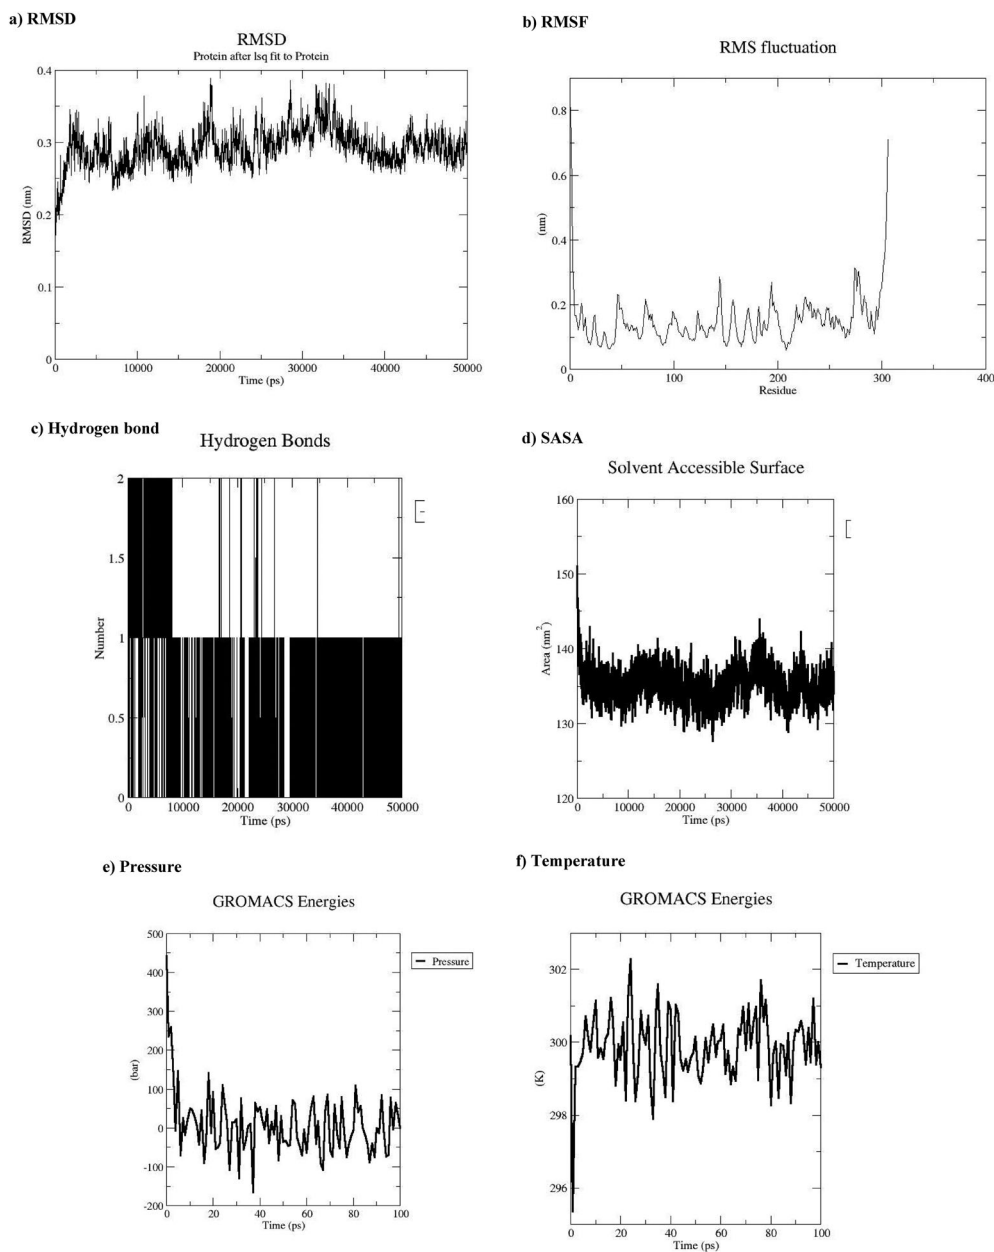 a) RMSD
RMSD
Protein after lsq fit to Protein
0.4
0.3
0.2
0.1
0
RMSD (nm)
0 10000 20000 30000 40000 50000
Time (ps)
b) RMSF
RMS fluctuation
0.8
0.6
0.4
0.2
0
(nm)
0 100 200 300 400
Residue
c) Hydrogen bond
Hydrogen Bonds
2
1.5
1
0.5
0
Number
0 10000 20000 30000 40000 50000
Time (ps)
d) SASA
Solvent Accessible Surface
160
150
140
130
120
Area (nm²)
0 10000 20000 30000 40000 50000
Time (ps)
e) Pressure
GROMACS Energies
500
400
300
200
100
0
-100
-200
(bar)
0 20 40 60 80 100
Time (ps)
Pressure
f) Temperature
GROMACS Energies
302
300
298
296
(K)
0 20 40 60 80 100
Time (ps)
Temperature